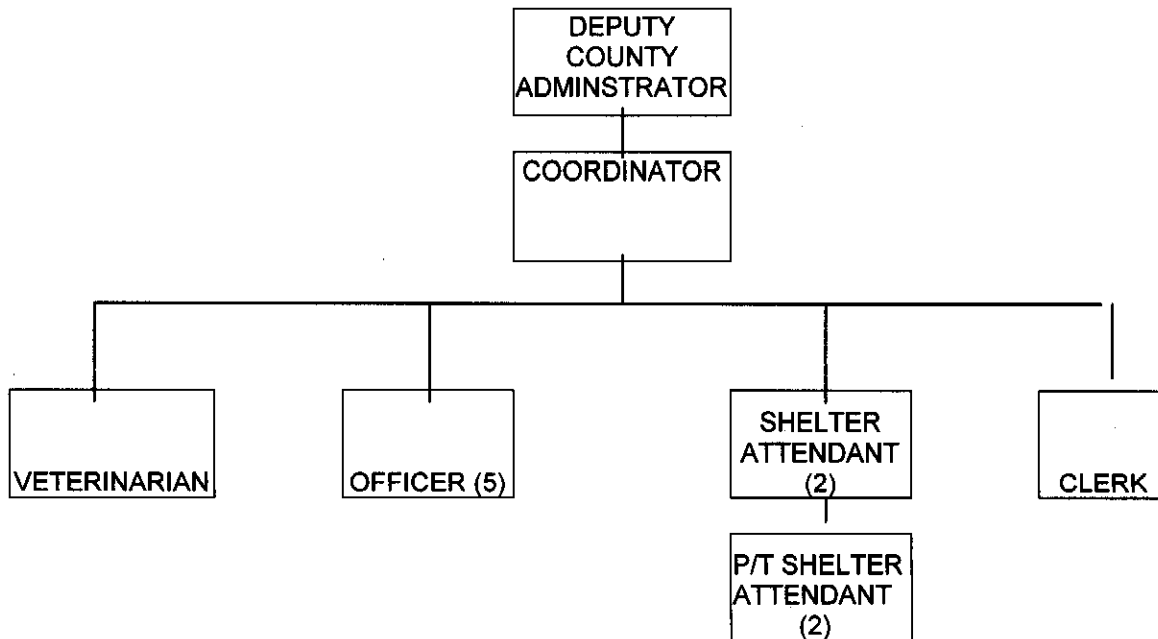 DEPUTY
COUNTY
ADMINSTRATOR
COORDINATOR
VETERINARIAN
OFFICER (5)
SHELTER
ATTENDANT
(2)
CLERK
P/T SHELTER
ATTENDANT
(2)